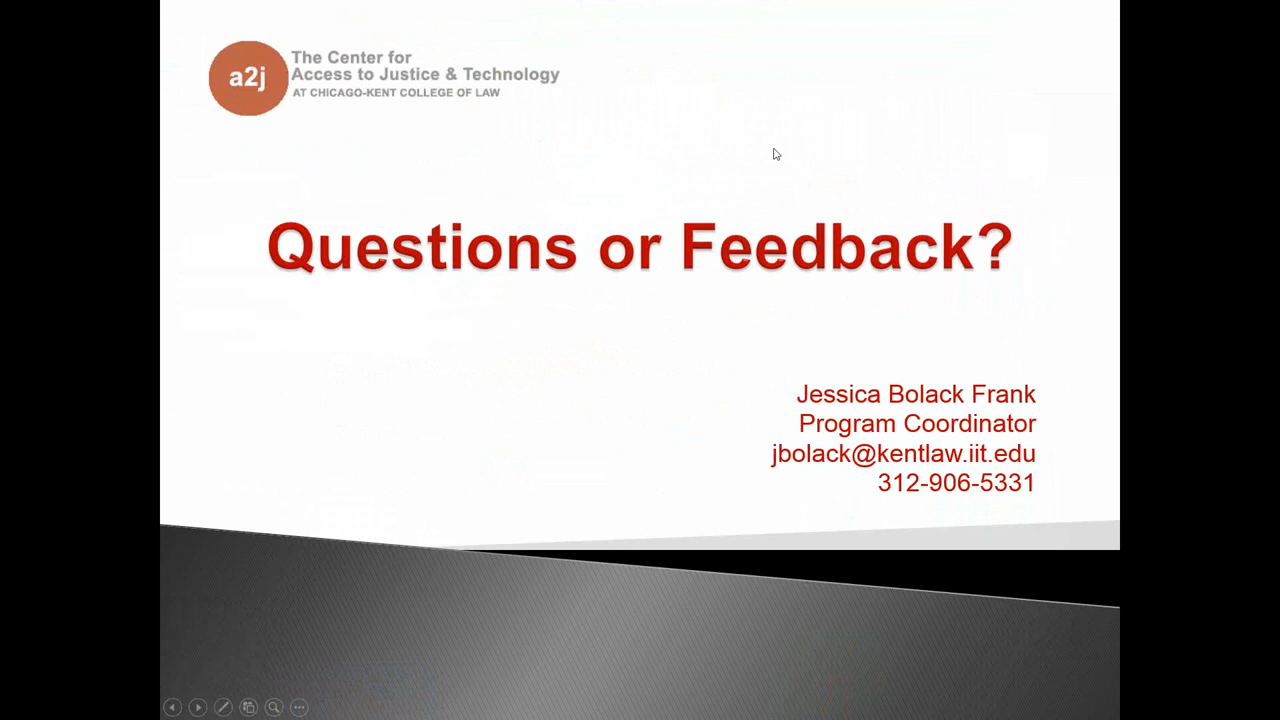 a2j
The Center for
Access to Justice & Technology
AT CHICAGO-KENT COLLEGE OF LAW
Questions or Feedback?
Jessica Bolack Frank
Program Coordinator
jbolack@kentlaw.iit.edu
312-906-5331